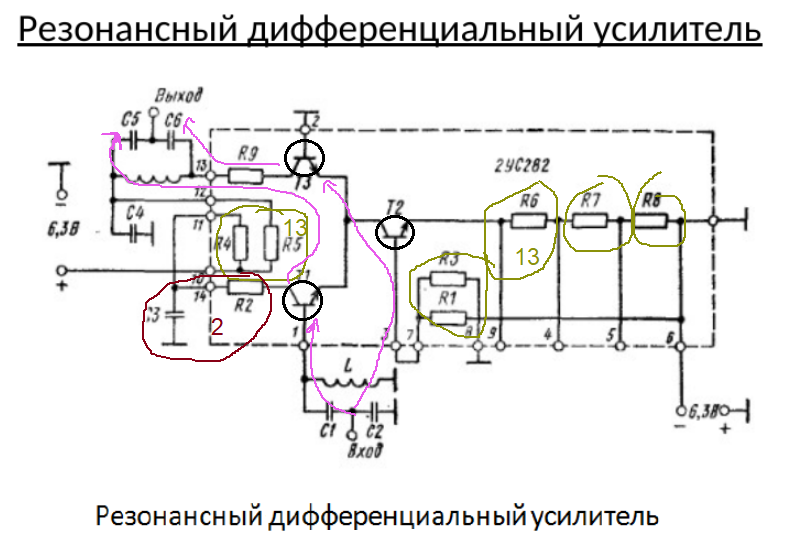 Резонансный дифференциальный усилитель
Выход
C5 C6
2
R9
13
T3
2УС282
12
C4
11
6,3В
R4
13
R5
T2
R6
R7
R8
13
R3
R1
+
10
T1
14
R2
2
C3
1
3
7
8
9
4
5
6
L
C1
C2
Вход
6,3В
−
+
Резонансный дифференциальный усилитель